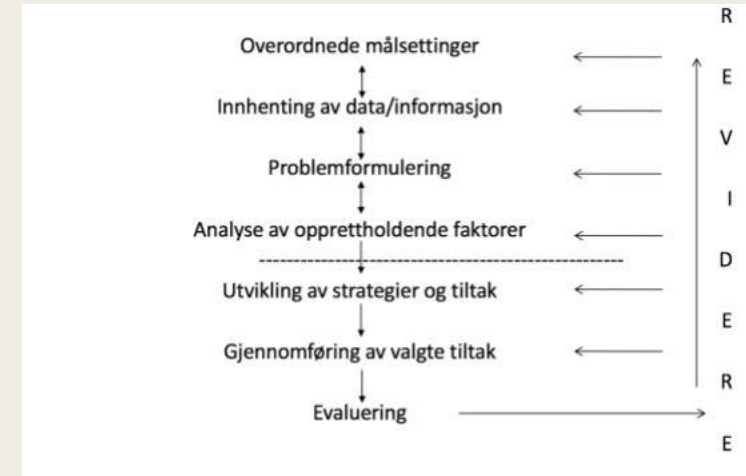 Overordnede målsettinger
Innhenting av data/informasjon
Problemformulering
Analyse av opprettholdende faktorer
Utvikling av strategier og tiltak
Gjennomføring av valgte tiltak
Evaluering
R
E
V
I
D
E
R
E